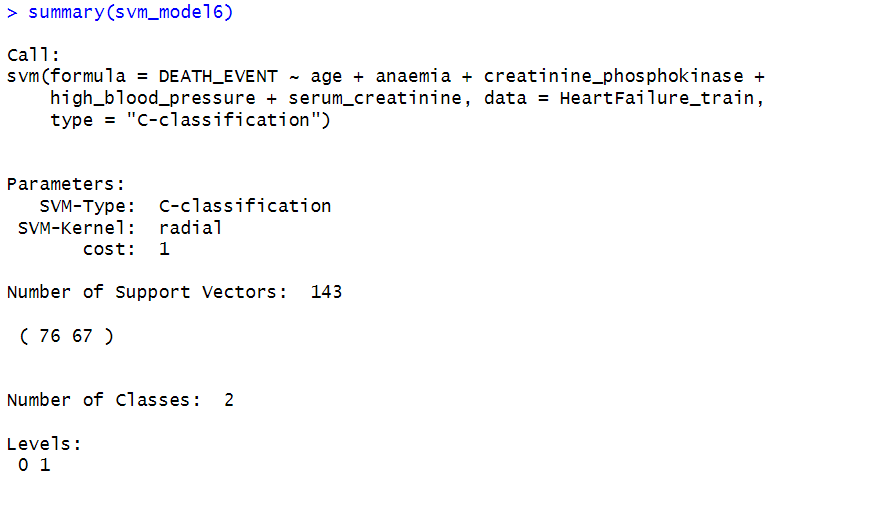 > summary(svm_model6)
Call:
svm(formula = DEATH_EVENT ~ age + anaemia + creatinine_phosphokinase +
    high_blood_pressure + serum_creatinine, data = HeartFailure_train,
    type = "C-classification")
Parameters:
   SVM-Type:  C-classification
 SVM-Kernel:  radial
       cost:  1
Number of Support Vectors:  143
 ( 76 67 )
Number of Classes:  2
Levels:
 0 1